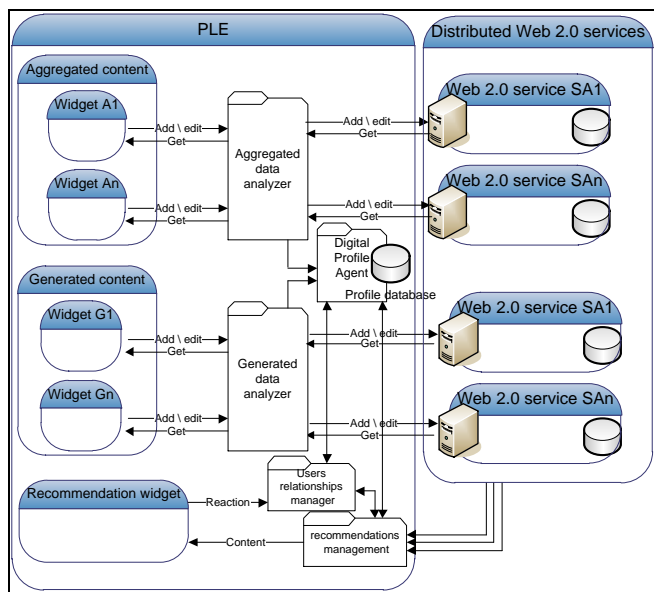 PLE
Distributed Web 2.0 services
Aggregated content
Widget A1
Add \ edit
Get
Widget An
Add \ edit
Get
Aggregated
data
analyzer
Add \ edit
Get
Add \ edit
Get
Web 2.0 service SA1
Web 2.0 service SAn
Digital
Profile
Agent
Profile database
Generated content
Widget G1
Add \ edit
Get
Widget Gn
Add \ edit
Get
Generated
data
analyzer
Add \ edit
Get
Add \ edit
Get
Web 2.0 service SA1
Web 2.0 service SAn
Users
relationships
manager
Recommendation widget
Reaction
Content
recommendations
management